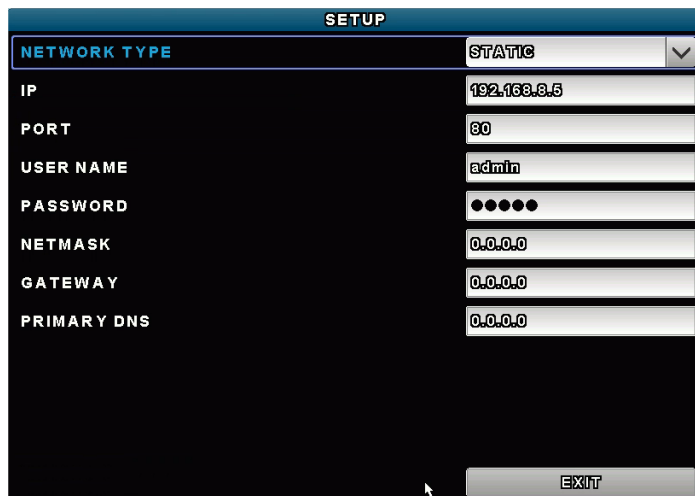 SETUP
NETWORK TYPE STATIC
IP 192.168.8.5
PORT 80
USER NAME admin
PASSWORD ●●●●●
NETMASK 0.0.0.0
GATEWAY 0.0.0.0
PRIMARY DNS 0.0.0.0
EXIT